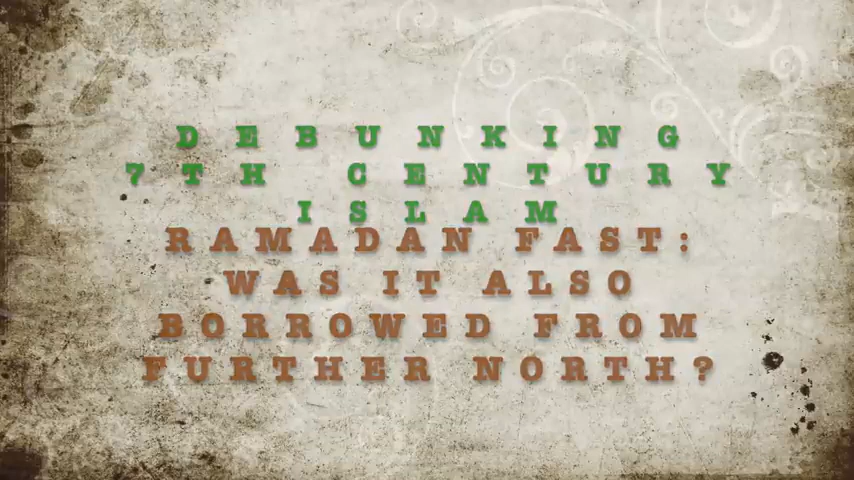 DEBUNKING
7TH CENTURY
ISLAM
RAMADAN FAST:
WAS IT ALSO
BORROWED FROM
FURTHER NORTH?